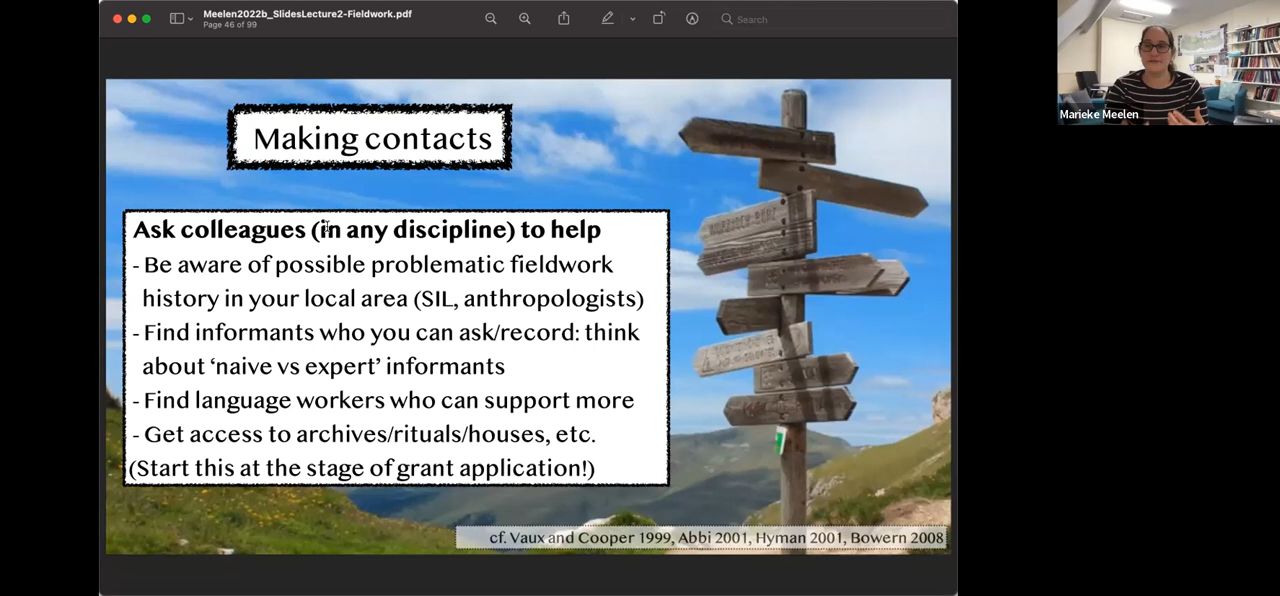 Meelen2022b_SlidesLecture2-Fieldwork.pdf
Page 46 of 99
Search
Marieke Meelen
Making contacts
Ask colleagues (in any discipline) to help
- Be aware of possible problematic fieldwork
history in your local area (SIL, anthropologists)
- Find informants who you can ask/record: think
about ‘naive vs expert’ informants
- Find language workers who can support more
- Get access to archives/rituals/houses, etc.
(Start this at the stage of grant application!)
cf. Vaux and Cooper 1999, Abbi 2001, Hyman 2001, Bowern 2008